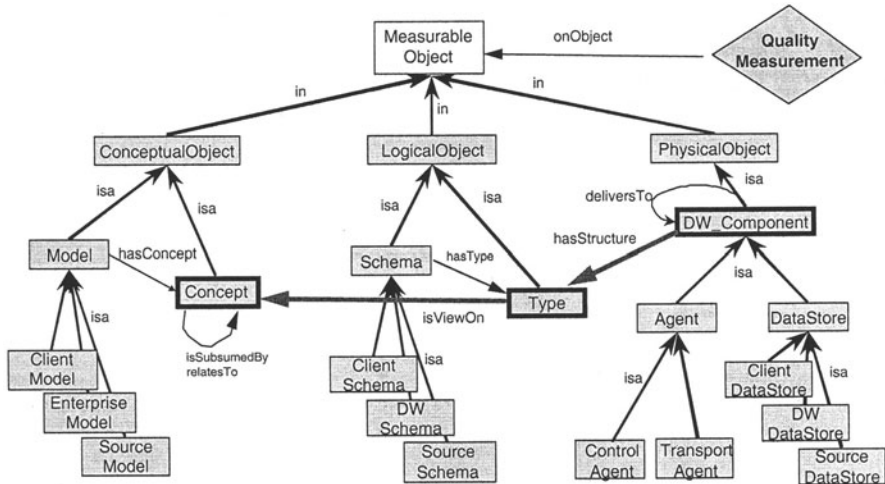 Measurable
Object
onObject
Quality
Measurement
in
in
in
ConceptualObject
LogicalObject
PhysicalObject
isa
isa
isa
isa
isa
deliversTo
DW_Component
Model
hasConcept
Schema
hasType
hasStructure
isa
Concept
Type
isViewOn
Agent
DataStore
isa
isSubsumedBy
relatesTo
isa
isa
isa
Client
Model
Client
Schema
Client
DataStore
Enterprise
Model
DW
Schema
DW
DataStore
Source
Model
Source
Schema
Control
Agent
Transport
Agent
Source
DataStore